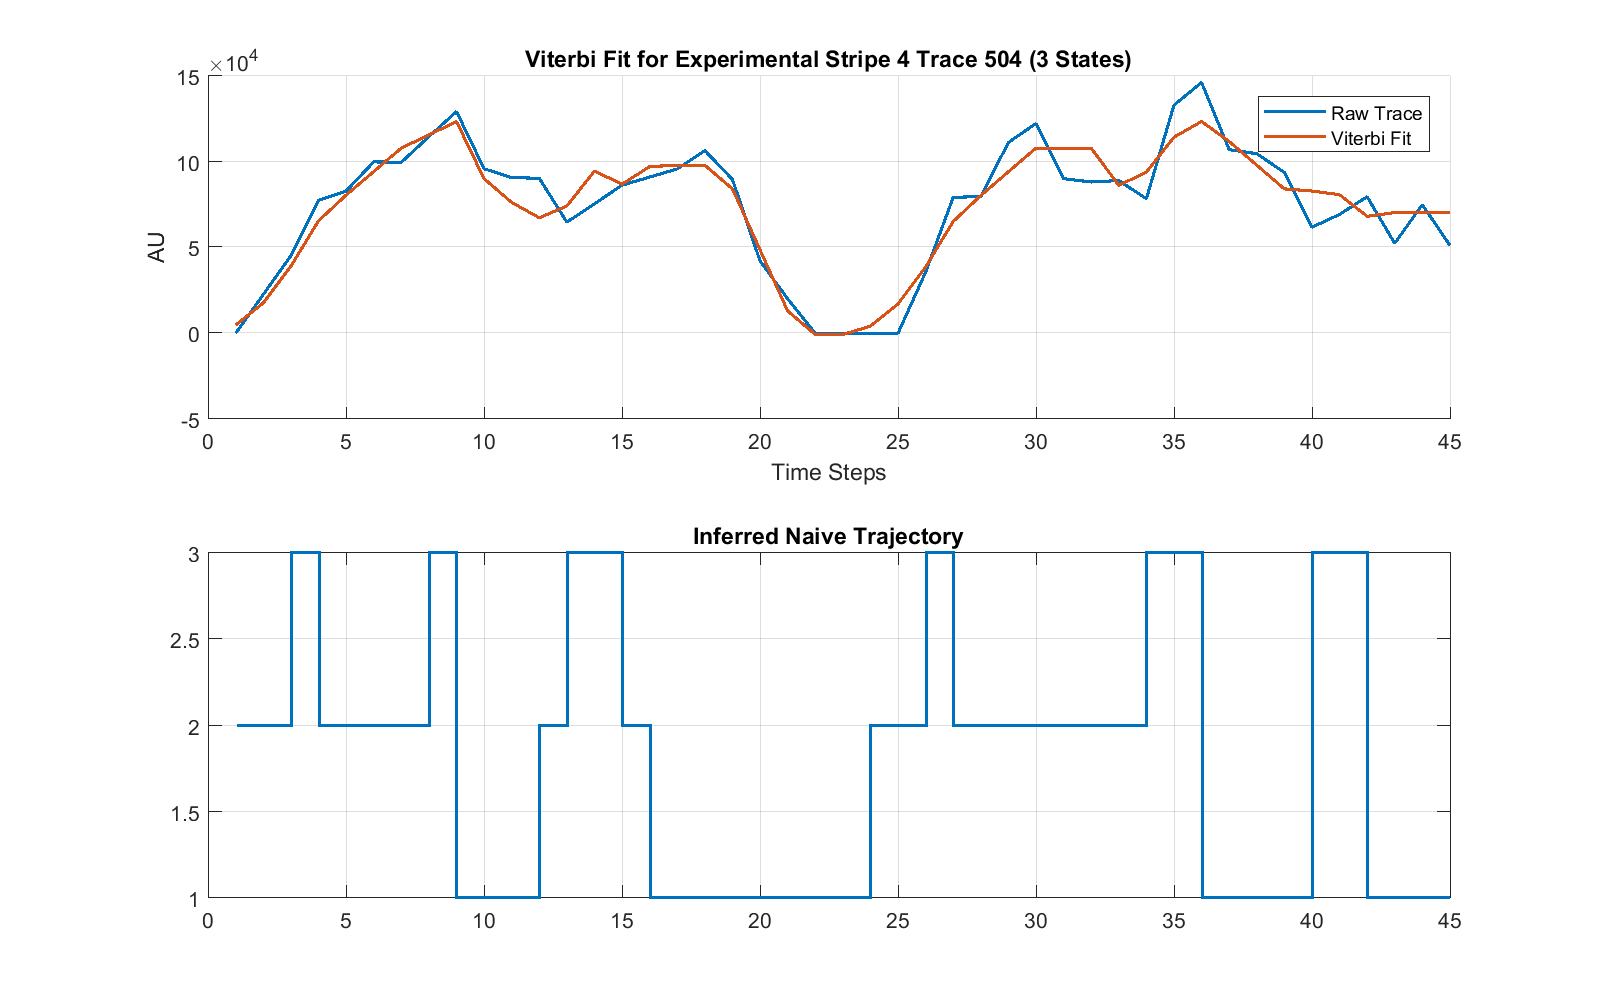 Viterbi Fit for Experimental Stripe 4 Trace 504 (3 States)
×10^4
15
10
5
0
-5
AU
0 5 10 15 20 25 30 35 40 45
Time Steps
Raw Trace
Viterbi Fit
Inferred Naive Trajectory
3
2.5
2
1.5
1
0 5 10 15 20 25 30 35 40 45